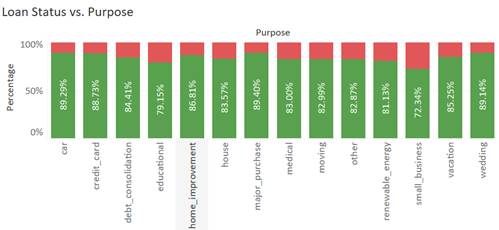 Loan Status vs. Purpose
Purpose
Percentage
100%
50%
0%
89.29%
88.73%
84.41%
79.15%
86.81%
83.57%
89.40%
83.00%
82.99%
82.87%
81.13%
72.34%
85.25%
89.14%
car
credit_card
debt_consolidation
educational
home_improvement
house
major_purchase
medical
moving
other
renewable_energy
small_business
vacation
wedding